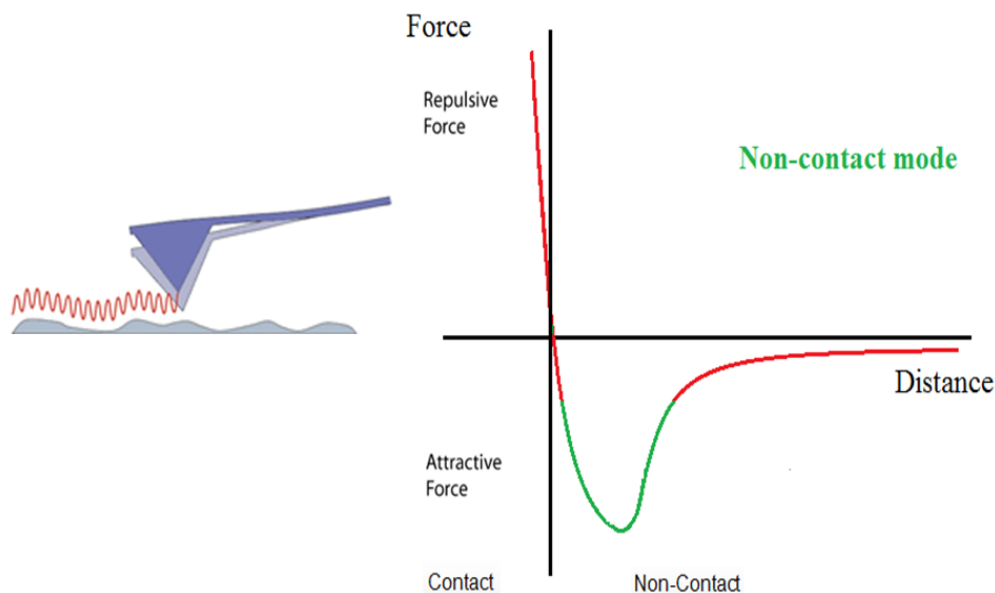 Force
Repulsive
Force
Non-contact mode
Distance
Attractive
Force
Contact
Non-Contact